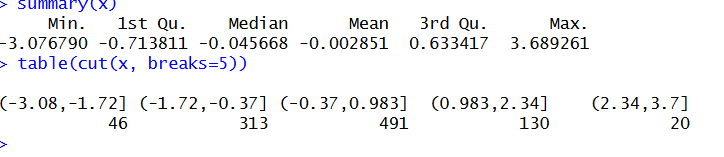 > summary(x)
Min. 1st Qu. Median Mean 3rd Qu. Max.
-3.076790 -0.713811 -0.045668 -0.002851 0.633417 3.689261
> table(cut(x, breaks=5))
(-3.08,-1.72] (-1.72,-0.37] (-0.37,0.983] (0.983,2.34] (2.34,3.7]
46 313 491 130 20
>